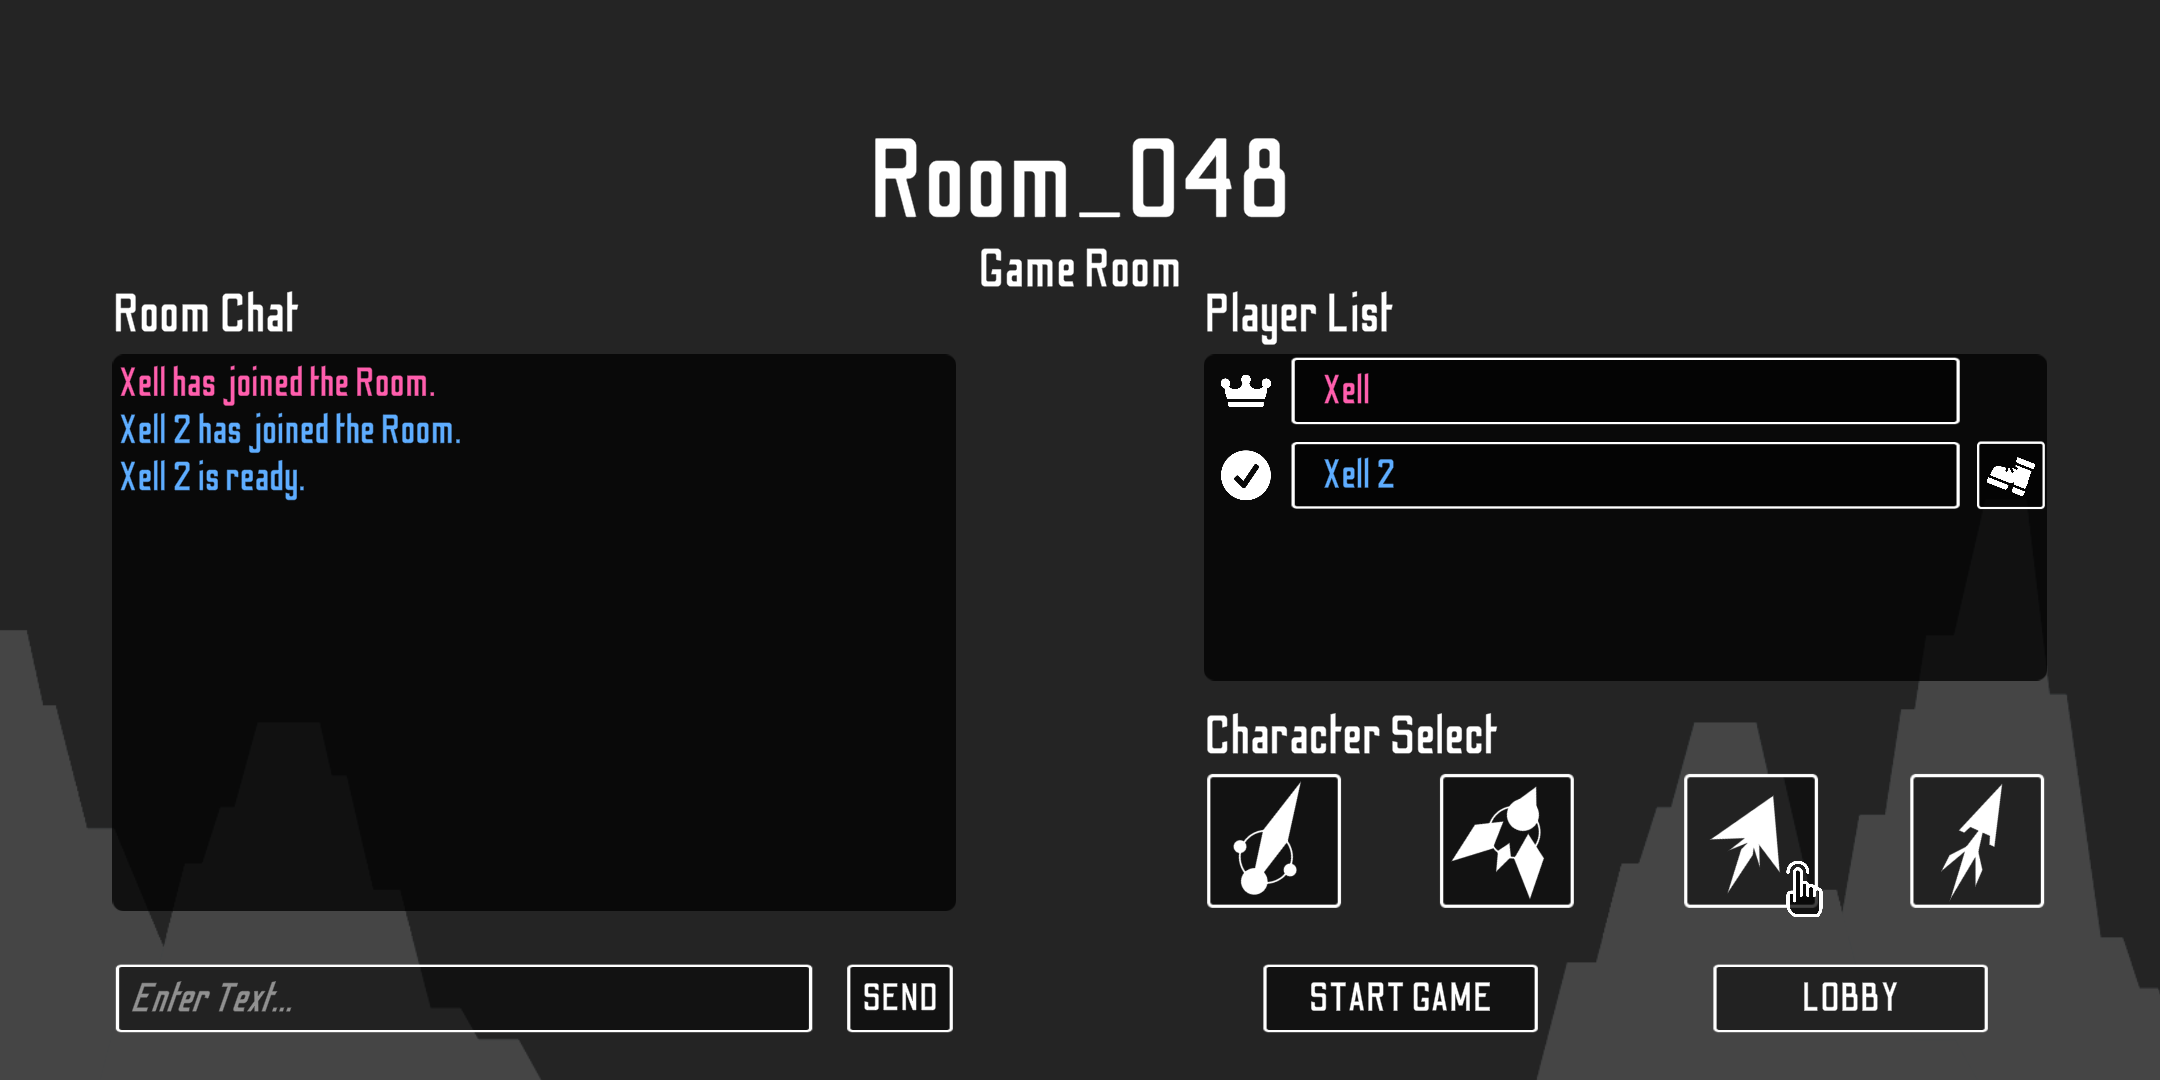 Room_048
Game Room
Room Chat
Xell has joined the Room.
Xell 2 has joined the Room.
Xell 2 is ready.
Enter Text...
SEND
Player List
Xell
Xell 2
Character Select
START GAME
LOBBY